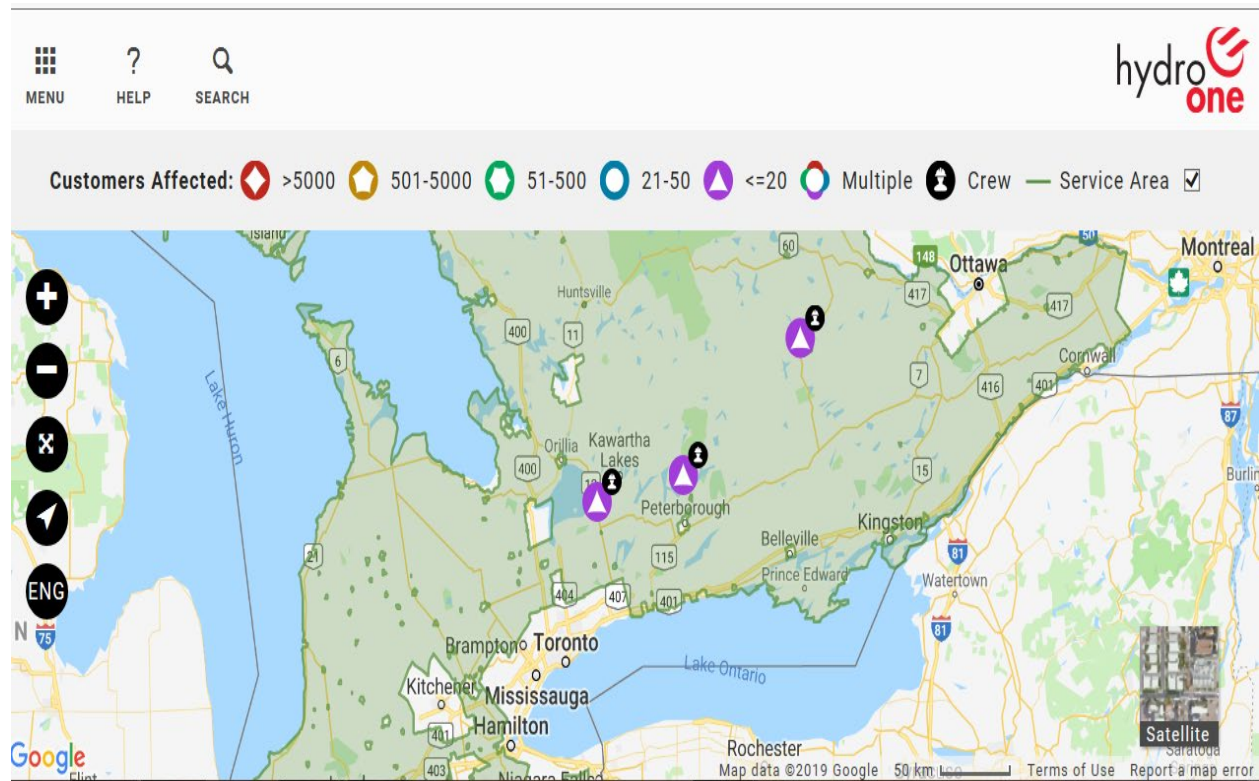 MENU
HELP
SEARCH
hydro
one
Customers Affected: >5000 501-5000 51-500 21-50 <=20 Multiple Crew Service Area
Island
60
148
Ottawa
50
Montreal
417
417
Huntsville
400
11
6
Lake Huron
7
416
401
Cornwall
87
Orillia
Kawartha
Lakes
400
15
Peterborough
Kingston
Belleville
21
115
Prince Edward
81
Watertown
ENG
404
407
401
N
75
81
Brampton
Toronto
Lake Ontario
Kitchener
Mississauga
401
Hamilton
Satellite
Google
403
Rochester
Map data ©2019 Google 50 km Terms of Use Report a map error